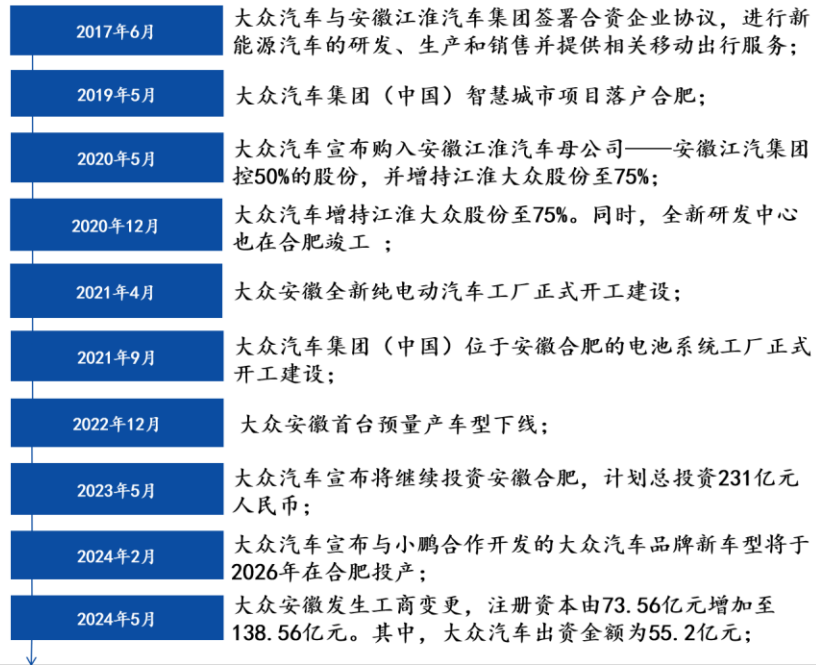 2017年6月
大众汽车与安徽江淮汽车集团签署合资企业协议，进行新
能源汽车的研发、生产和销售并提供相关移动出行服务；
2019年5月
大众汽车集团（中国）智慧城市项目落户合肥；
2020年5月
大众汽车宣布购入安徽江淮汽车母公司——安徽江汽集团
控50%的股份，并增持江淮大众股份至75%；
2020年12月
大众汽车增持江淮大众股份至75%。同时，全新研发中心
也在合肥竣工 ；
2021年4月
大众安徽全新纯电动汽车工厂正式开工建设；
2021年9月
大众汽车集团（中国）位于安徽合肥的电池系统工厂正式
开工建设；
2022年12月
大众安徽首台预量产车型下线；
2023年5月
大众汽车宣布将继续投资安徽合肥，计划总投资231亿元
人民币；
2024年2月
大众汽车宣布与小鹏合作开发的大众汽车品牌新车型将于
2026年在合肥投产；
2024年5月
大众安徽发生工商变更，注册资本由73.56亿元增加至
138.56亿元。其中，大众汽车出资金额为55.2亿元；